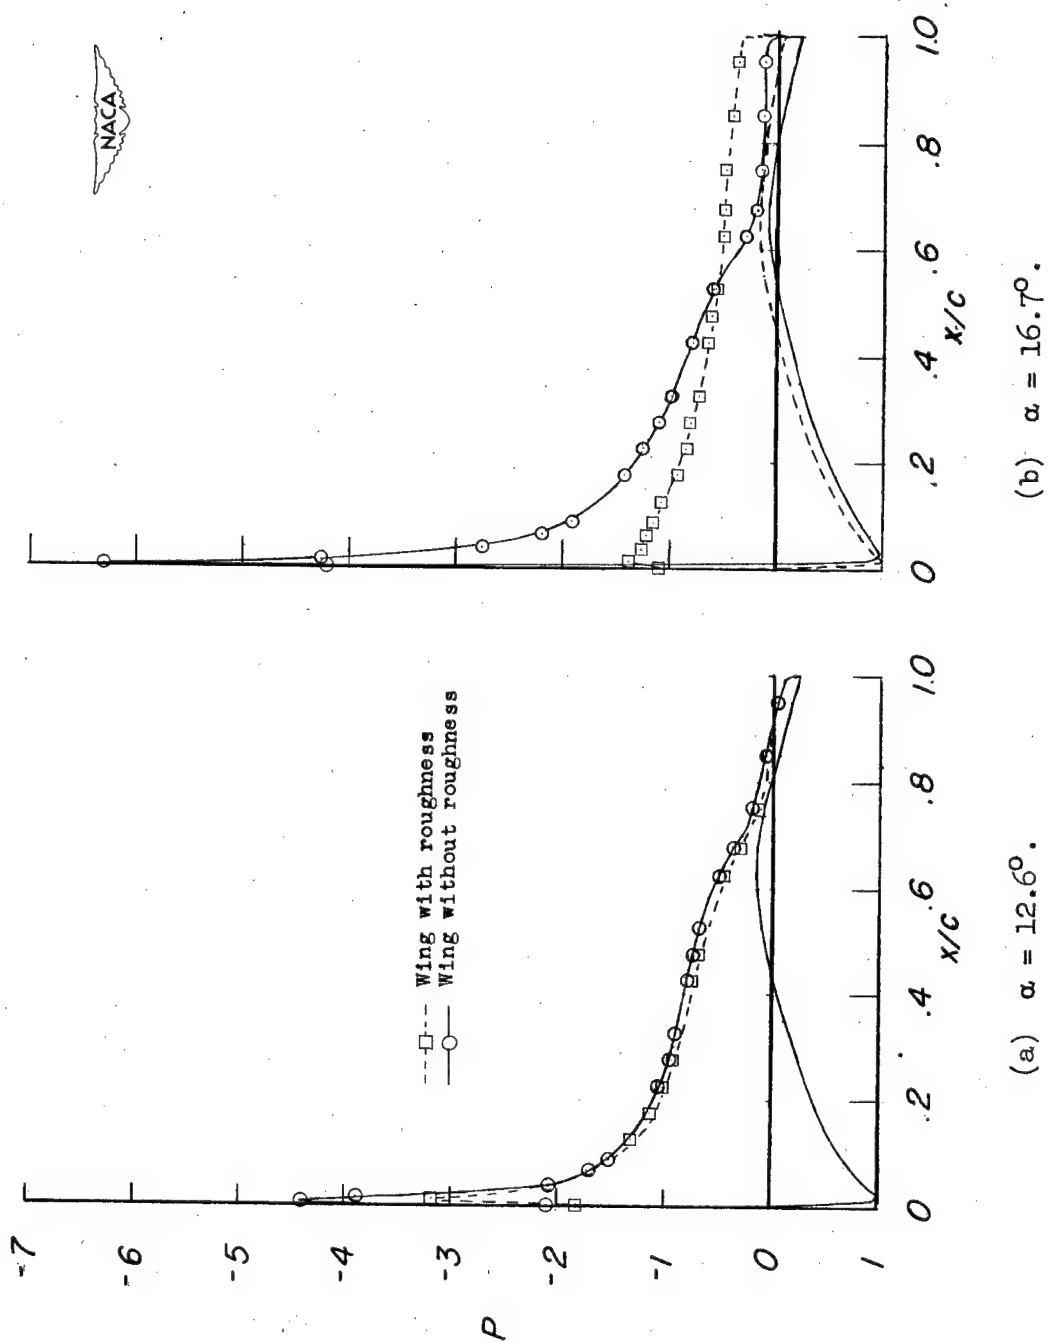 NACA
-7
-6
-5
-4
-3
-2
-1
0
1
P
Wing with roughness
Wing without roughness
0 .2 .4 .6 .8 1.0
x/c
(a) α = 12.6°.
0 .2 .4 .6 .8 1.0
x/c
(b) α = 16.7°.